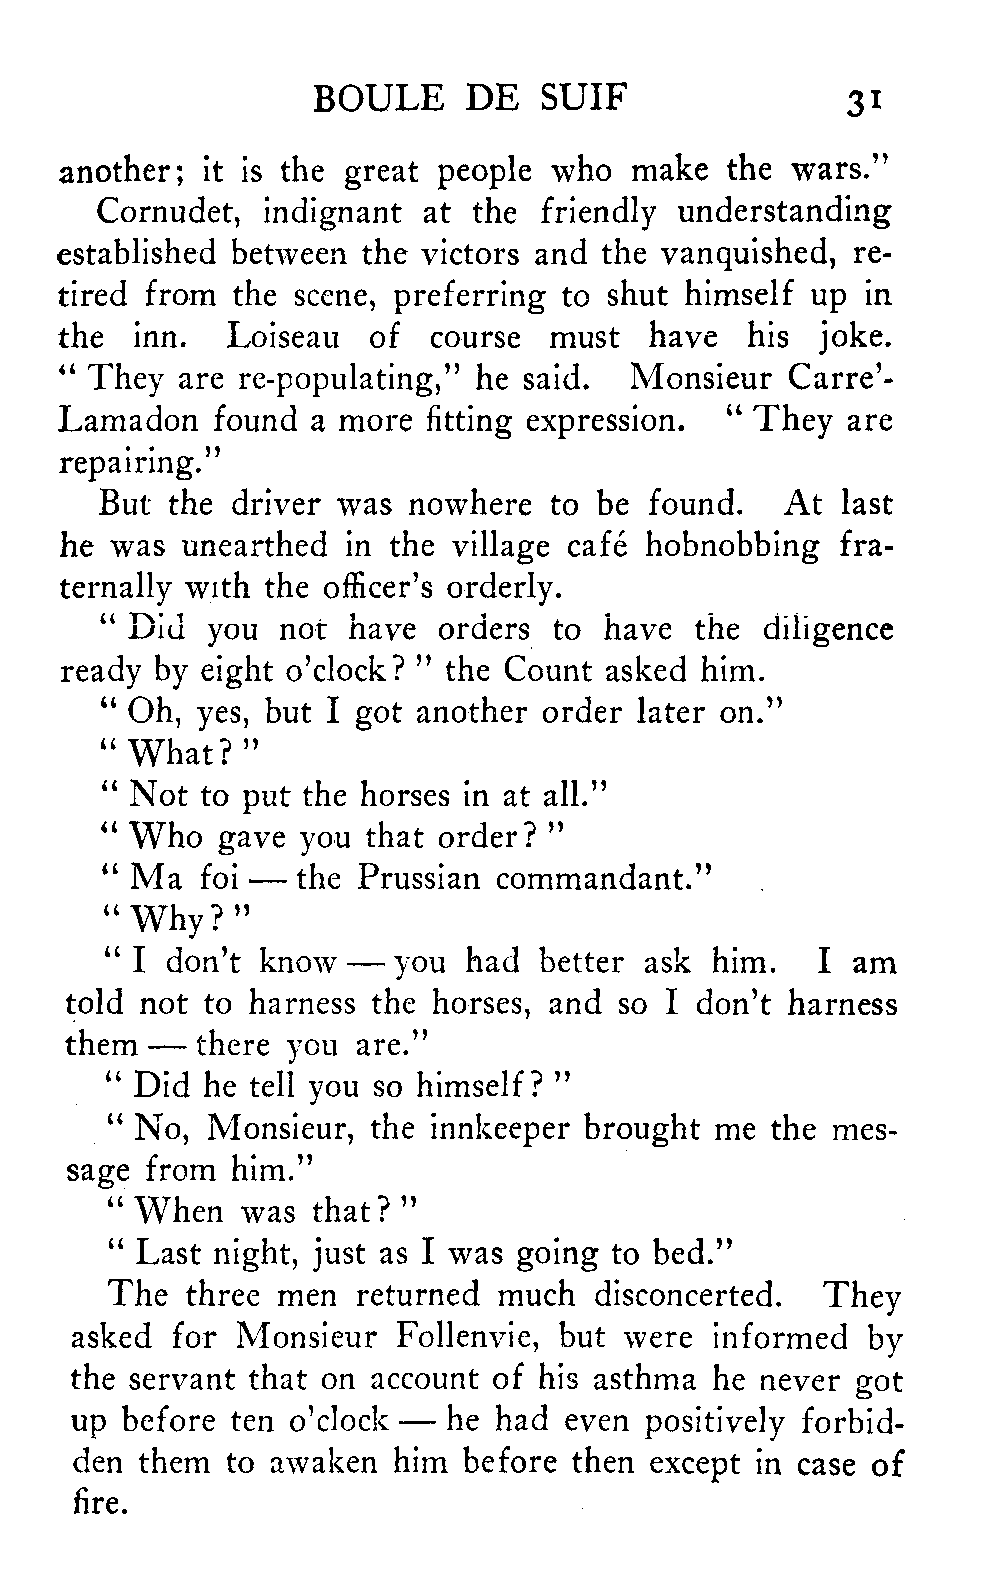 BOULE DE SUIF 31
another; it is the great people who make the wars."
Cornudet, indignant at the friendly understanding
established between the victors and the vanquished, re-
tired from the scene, preferring to shut himself up in
the inn. Loiseau of course must have his joke.
" They are re-populating," he said. Monsieur Carre'-
Lamadon found a more fitting expression. " They are
repairing."
But the driver was nowhere to be found. At last
he was unearthed in the village café hobnobbing fra-
ternally with the officer's orderly.
" Did you not have orders to have the diligence
ready by eight o'clock? " the Count asked him.
" Oh, yes, but I got another order later on."
" What? "
" Not to put the horses in at all."
" Who gave you that order? "
" Ma foi — the Prussian commandant."
" Why? "
" I don't know — you had better ask him. I am
told not to harness the horses, and so I don't harness
them — there you are."
" Did he tell you so himself? "
" No, Monsieur, the innkeeper brought me the mes-
sage from him."
" When was that? "
" Last night, just as I was going to bed."
The three men returned much disconcerted. They
asked for Monsieur Follenvie, but were informed by
the servant that on account of his asthma he never got
up before ten o'clock — he had even positively forbid-
den them to awaken him before then except in case of
fire.